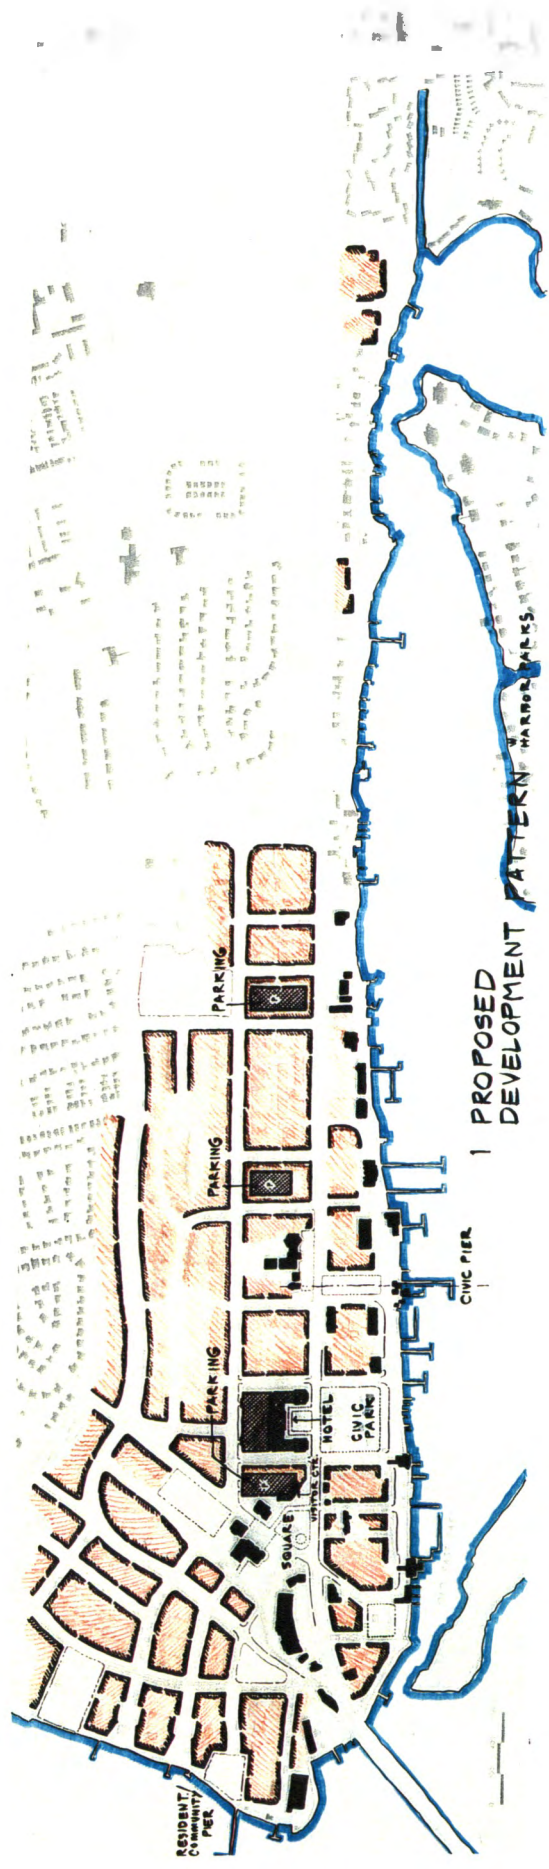 HARBOR PARKS
PARKING
PROPOSED
DEVELOPMENT PATTERN
PARKING
CIVIC PIER
PARKING
HOTEL
CIVIC
PARK
VISITOR CTR.
SQUARE
RESIDENT/
COMMUNITY
PIER